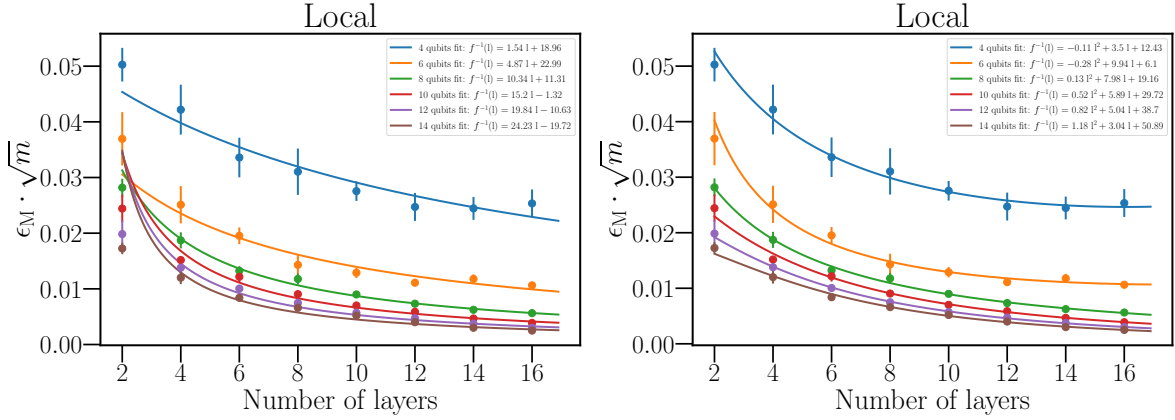 Local
4 qubits fit: f⁻¹(l) = 1.54 l + 18.96
6 qubits fit: f⁻¹(l) = 4.87 l + 22.99
8 qubits fit: f⁻¹(l) = 10.34 l + 11.31
10 qubits fit: f⁻¹(l) = 15.2 l − 1.32
12 qubits fit: f⁻¹(l) = 19.84 l − 10.63
14 qubits fit: f⁻¹(l) = 24.23 l − 19.72
ϵ_M · √m
0.05
0.04
0.03
0.02
0.01
0.00
2 4 6 8 10 12 14 16
Number of layers
Local
4 qubits fit: f⁻¹(l) = −0.11 l² + 3.5 l + 12.43
6 qubits fit: f⁻¹(l) = −0.28 l² + 9.94 l + 6.1
8 qubits fit: f⁻¹(l) = 0.13 l² + 7.98 l + 19.16
10 qubits fit: f⁻¹(l) = 0.52 l² + 5.89 l + 29.72
12 qubits fit: f⁻¹(l) = 0.82 l² + 5.04 l + 38.7
14 qubits fit: f⁻¹(l) = 1.18 l² + 3.04 l + 50.89
ϵ_M · √m
0.05
0.04
0.03
0.02
0.01
0.00
2 4 6 8 10 12 14 16
Number of layers